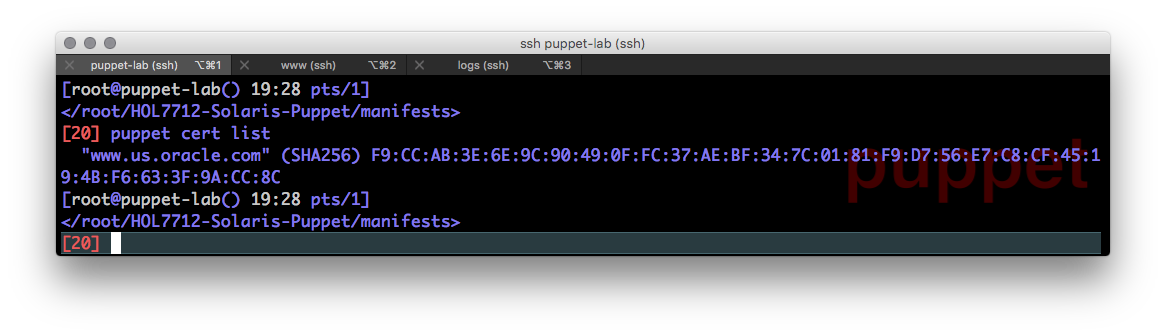 ssh puppet-lab (ssh)
puppet-lab (ssh) ⌥⌘1 www (ssh) ⌥⌘2 logs (ssh) ⌥⌘3
[root@puppet-lab() 19:28 pts/1]
</root/HOL7712-Solaris-Puppet/manifests>
[20] puppet cert list
"www.us.oracle.com" (SHA256) F9:CC:AB:3E:6E:9C:90:49:0F:FC:37:AE:BF:34:7C:01:81:F9:D7:56:E7:C8:CF:45:1
9:4B:F6:63:3F:9A:CC:8C
puppet
[root@puppet-lab() 19:28 pts/1]
</root/HOL7712-Solaris-Puppet/manifests>
[20]